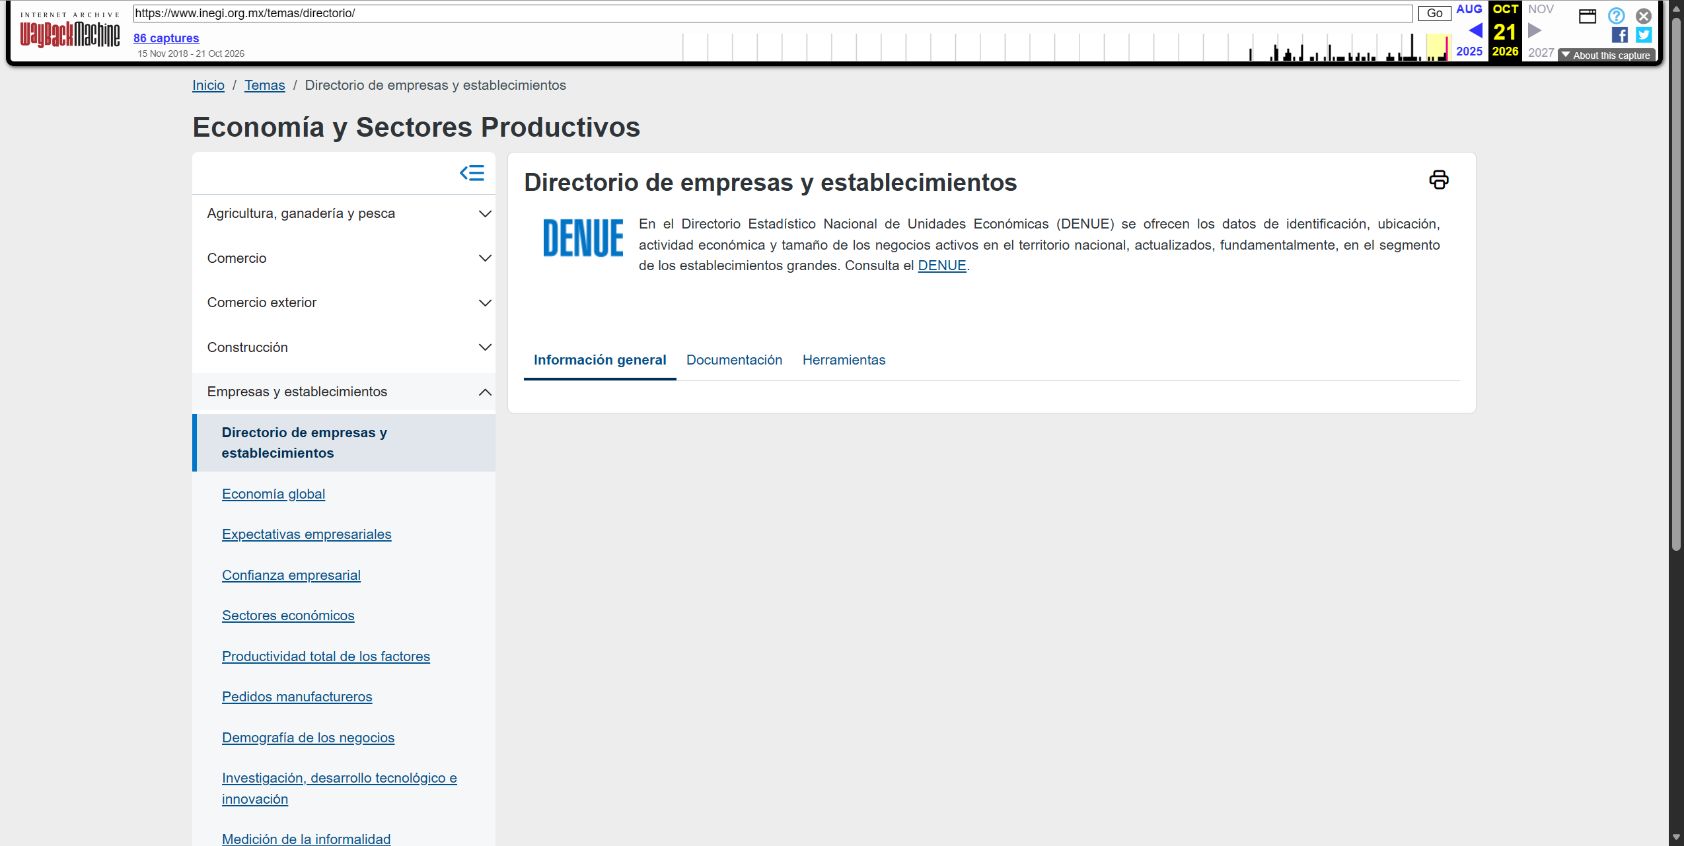 INTERNET ARCHIVE
WayBackMachine
https://www.inegi.org.mx/temas/directorio/
Go
86 captures
15 Nov 2018 - 21 Oct 2026
AUG
OCT
NOV
21
2025
2026
2027
About this capture
Inicio / Temas / Directorio de empresas y establecimientos
Economía y Sectores Productivos
Agricultura, ganadería y pesca
Comercio
Comercio exterior
Construcción
Empresas y establecimientos
Directorio de empresas y
establecimientos
Economía global
Expectativas empresariales
Confianza empresarial
Sectores económicos
Productividad total de los factores
Pedidos manufactureros
Demografía de los negocios
Investigación, desarrollo tecnológico e
innovación
Medición de la informalidad
Directorio de empresas y establecimientos
DENUE
En el Directorio Estadístico Nacional de Unidades Económicas (DENUE) se ofrecen los datos de identificación, ubicación,
actividad económica y tamaño de los negocios activos en el territorio nacional, actualizados, fundamentalmente, en el segmento
de los establecimientos grandes. Consulta el DENUE.
Información general
Documentación
Herramientas